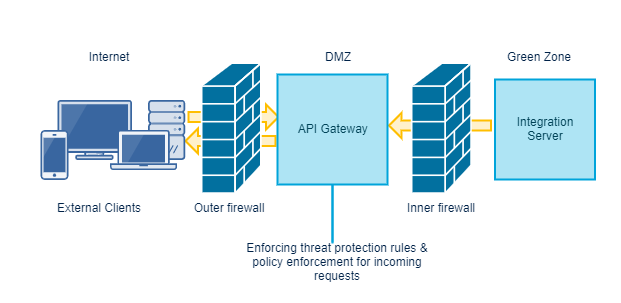 Internet
DMZ
Green Zone
API Gateway
Integration
Server
External Clients
Outer firewall
Inner firewall
Enforcing threat protection rules &
policy enforcement for incoming
requests